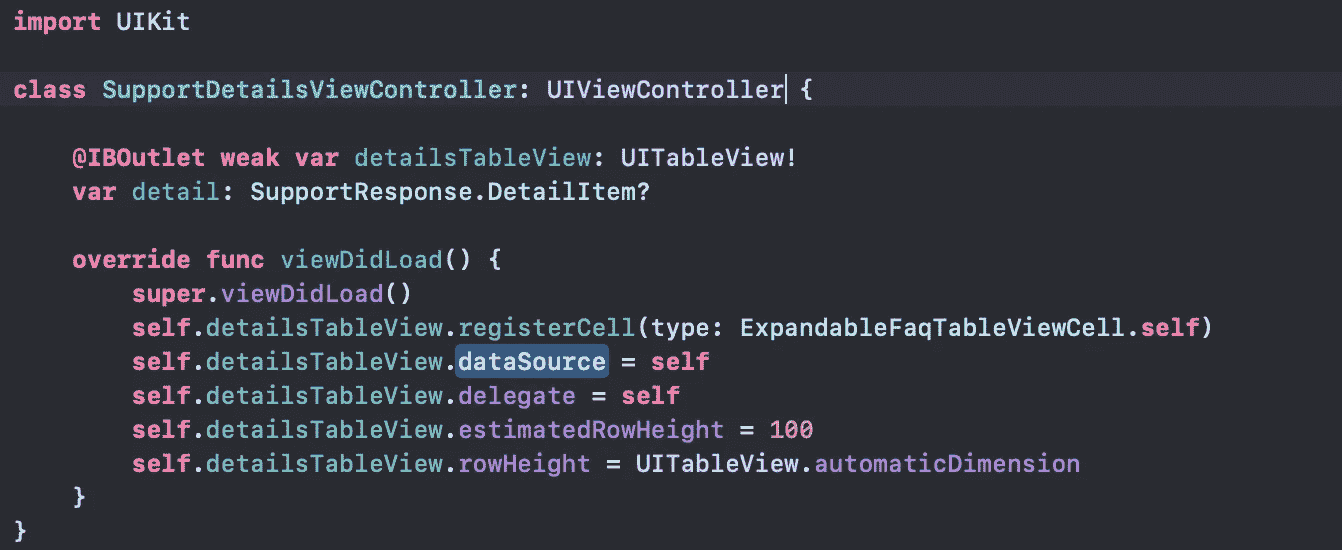 import UIKit
class SupportDetailsViewController: UIViewController {
@IBOutlet weak var detailsTableView: UITableView!
var detail: SupportResponse.DetailItem?
override func viewDidLoad() {
super.viewDidLoad()
self.detailsTableView.registerCell(type: ExpandableFaqTableViewCell.self)
self.detailsTableView.dataSource = self
self.detailsTableView.delegate = self
self.detailsTableView.estimatedRowHeight = 100
self.detailsTableView.rowHeight = UITableView.automaticDimension
}
}